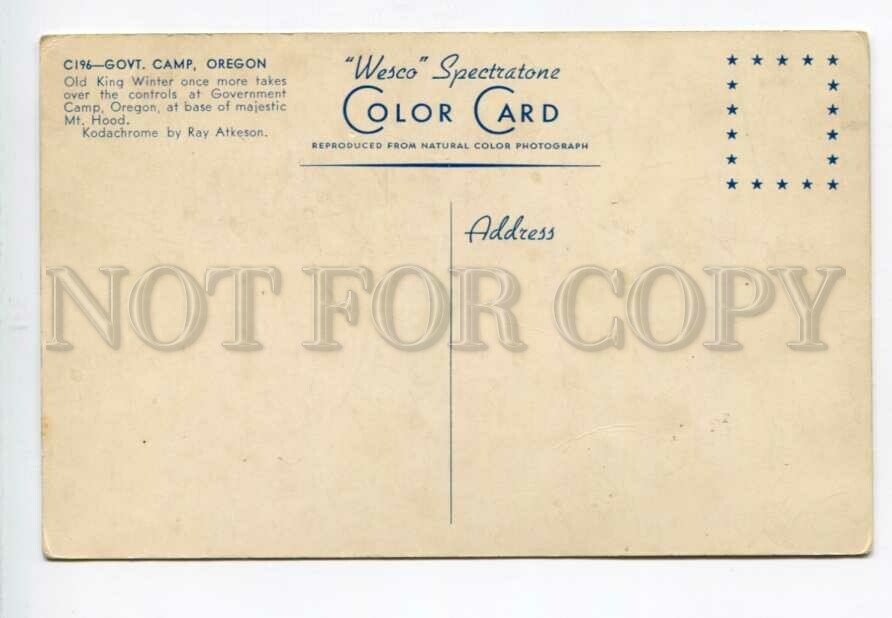 C196—GOVT. CAMP, OREGON
Old King Winter once more takes
over the controls at Government
Camp, Oregon, at base of majestic
Mt. Hood.
Kodachrome by Ray Atkeson.
"Wesco" Spectratone
COLOR CARD
REPRODUCED FROM NATURAL COLOR PHOTOGRAPH
Address
NOT FOR COPY